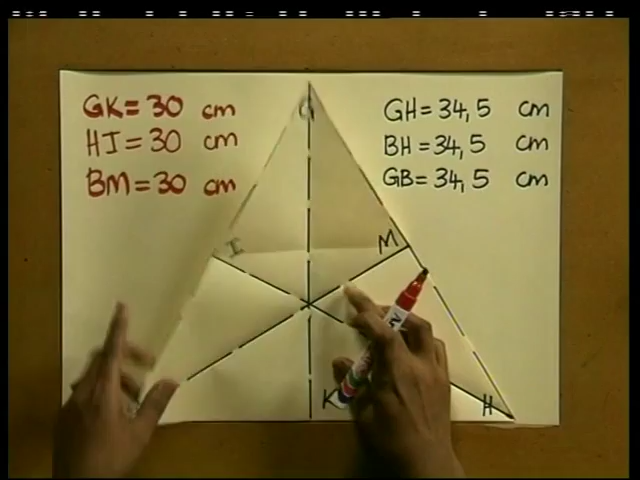 GK = 30 cm
HI = 30 cm
BM = 30 cm
GH = 34,5 cm
BH = 34,5 cm
GB = 34,5 cm
G
I
M
K
H